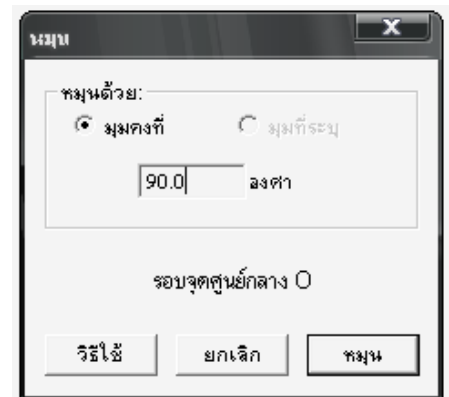 หมุน
หมุนด้วย:
มุมคงที่ มุมที่ระบุ
90.0 องศา
รอบจุดศูนย์กลาง O
วิธีใช้ ยกเลิก หมุน